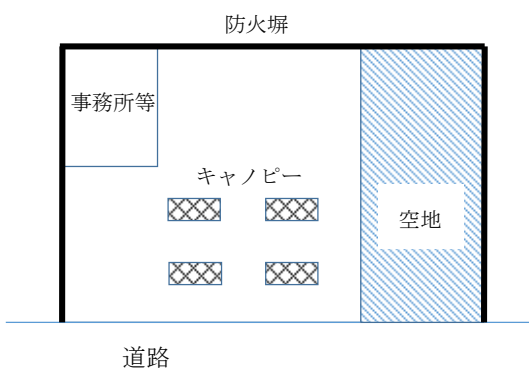 防火塀
事務所等
キャノピー
空地
道路